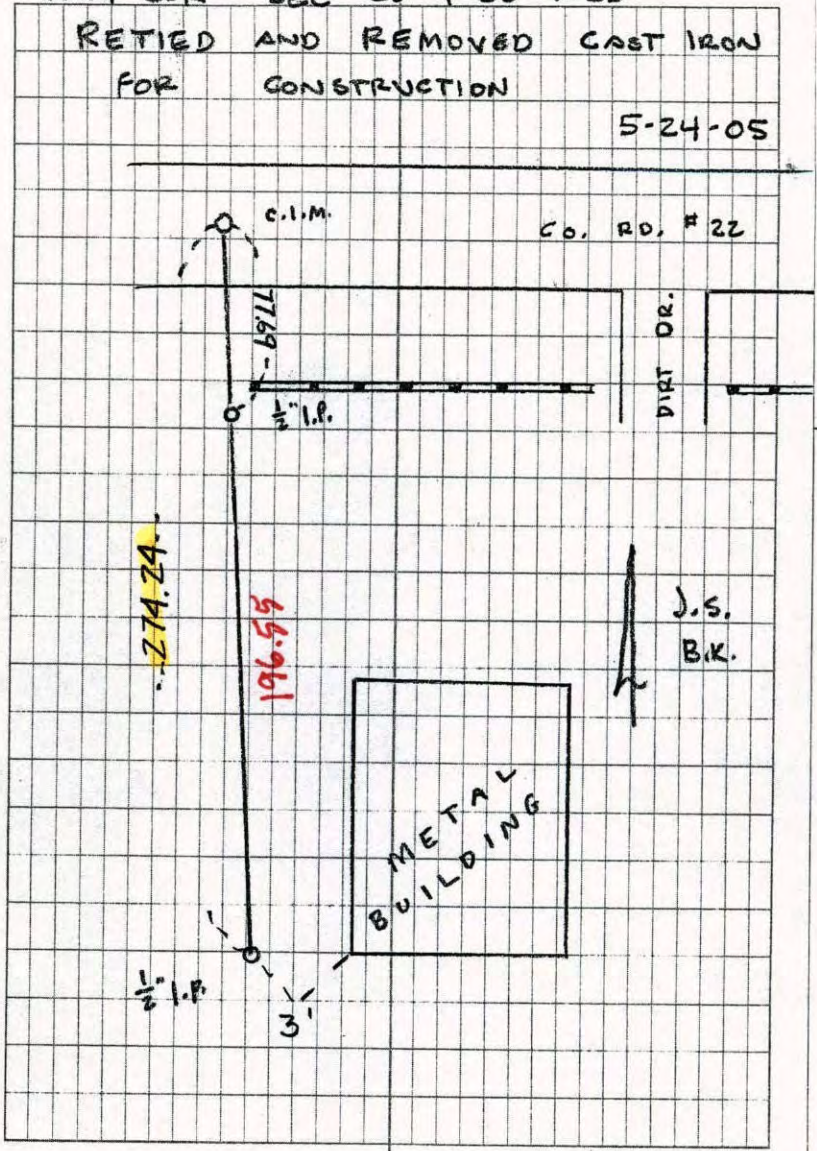 RETIED AND REMOVED CAST IRON
FOR CONSTRUCTION
5-24-05
C.I.M.
CO. RD. # 22
77.69
DIRT DR.
1/2" I.P.
274.24
196.55
J.S.
B.K.
METAL
BUILDING
1/2" I.P.
3'